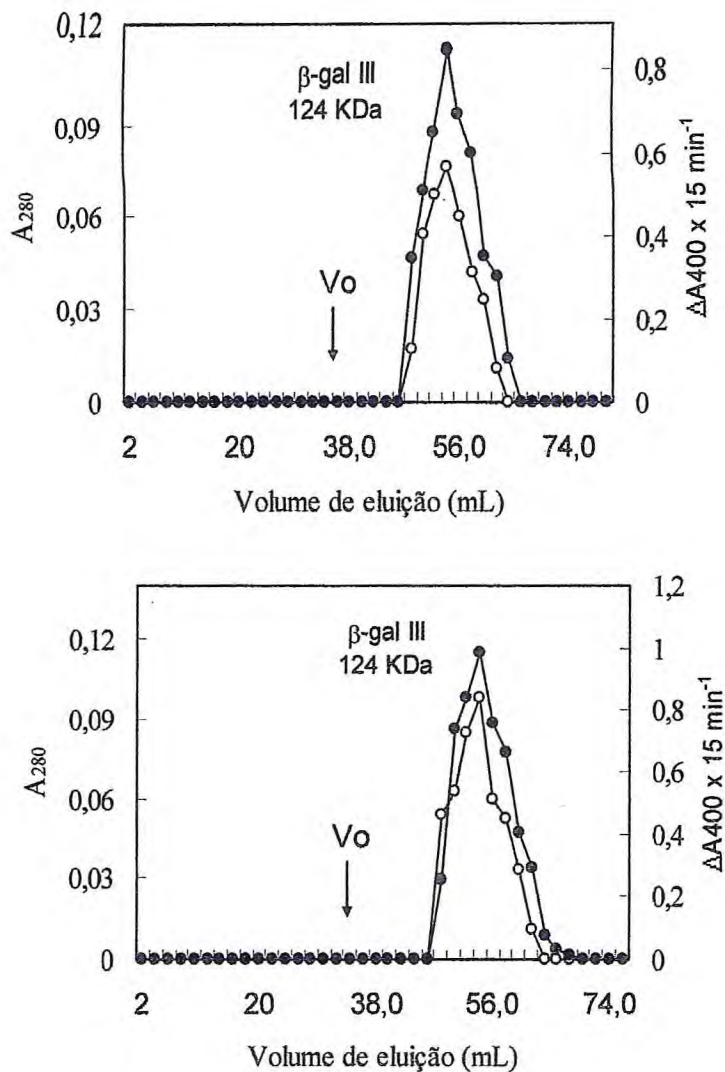 0,12
0,09
0,06
0,03
0
A280
β-gal III
124 KDa
Vo
0,8
0,6
0,4
0,2
0
ΔA400 x 15 min-1
2 20 38,0 56,0 74,0
Volume de eluição (mL)
0,12
0,09
0,06
0,03
0
A280
β-gal III
124 KDa
Vo
1,2
1
0,8
0,6
0,4
0,2
0
ΔA400 x 15 min-1
2 20 38,0 56,0 74,0
Volume de eluição (mL)